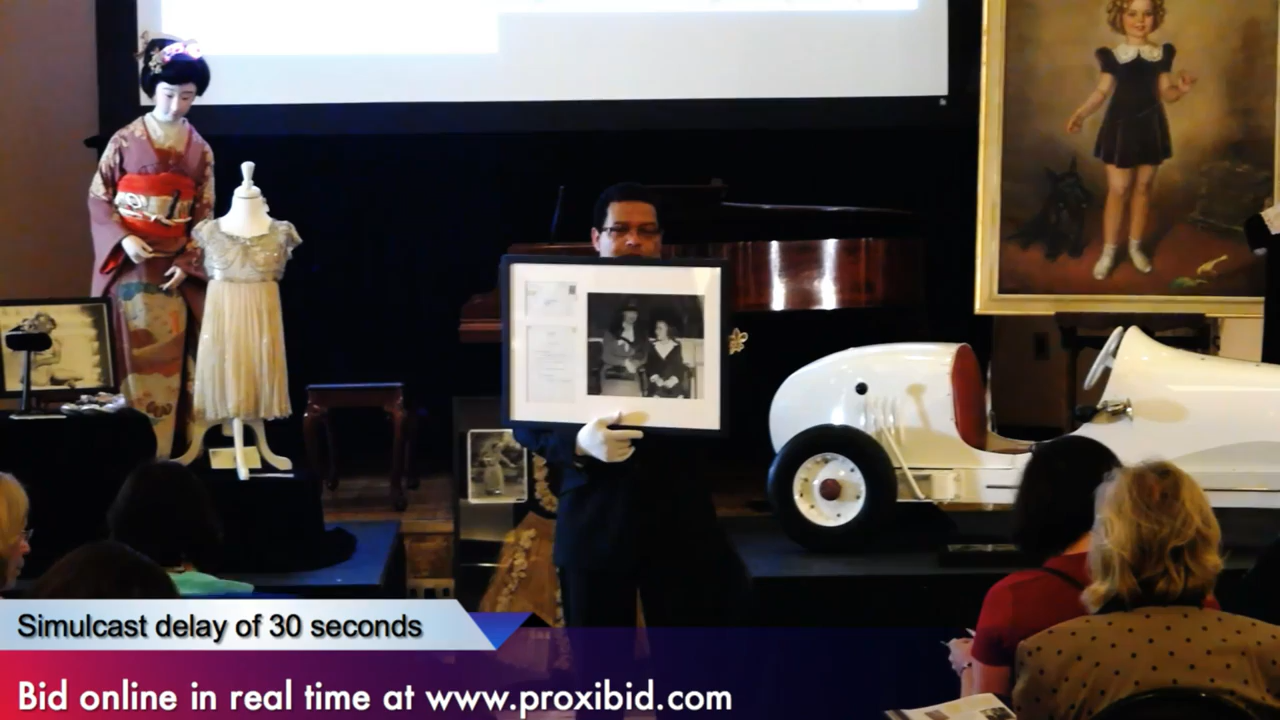 Simulcast delay of 30 seconds
Bid online in real time at www.proxibid.com